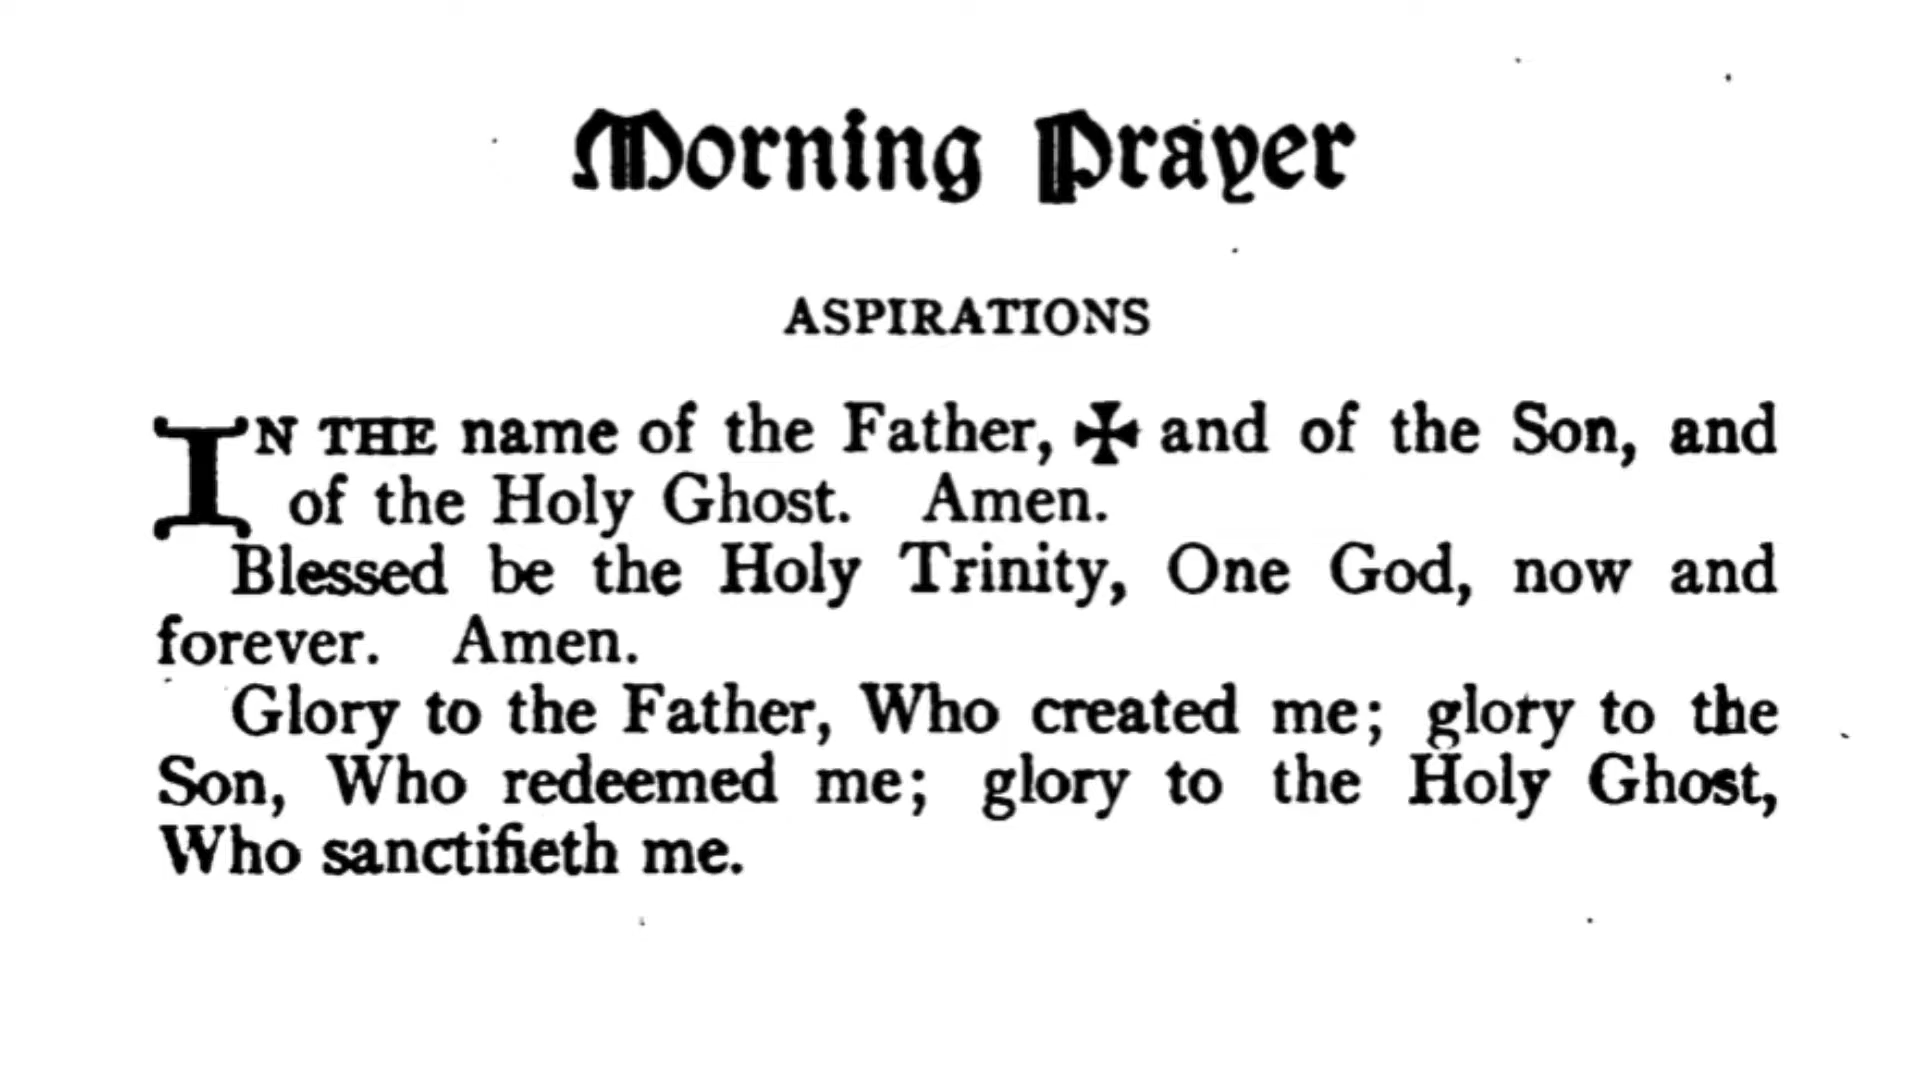 Morning Prayer
ASPIRATIONS
IN THE name of the Father, ✠ and of the Son, and
of the Holy Ghost. Amen.
Blessed be the Holy Trinity, One God, now and
forever. Amen.
Glory to the Father, Who created me; glory to the
Son, Who redeemed me; glory to the Holy Ghost,
Who sanctifieth me.